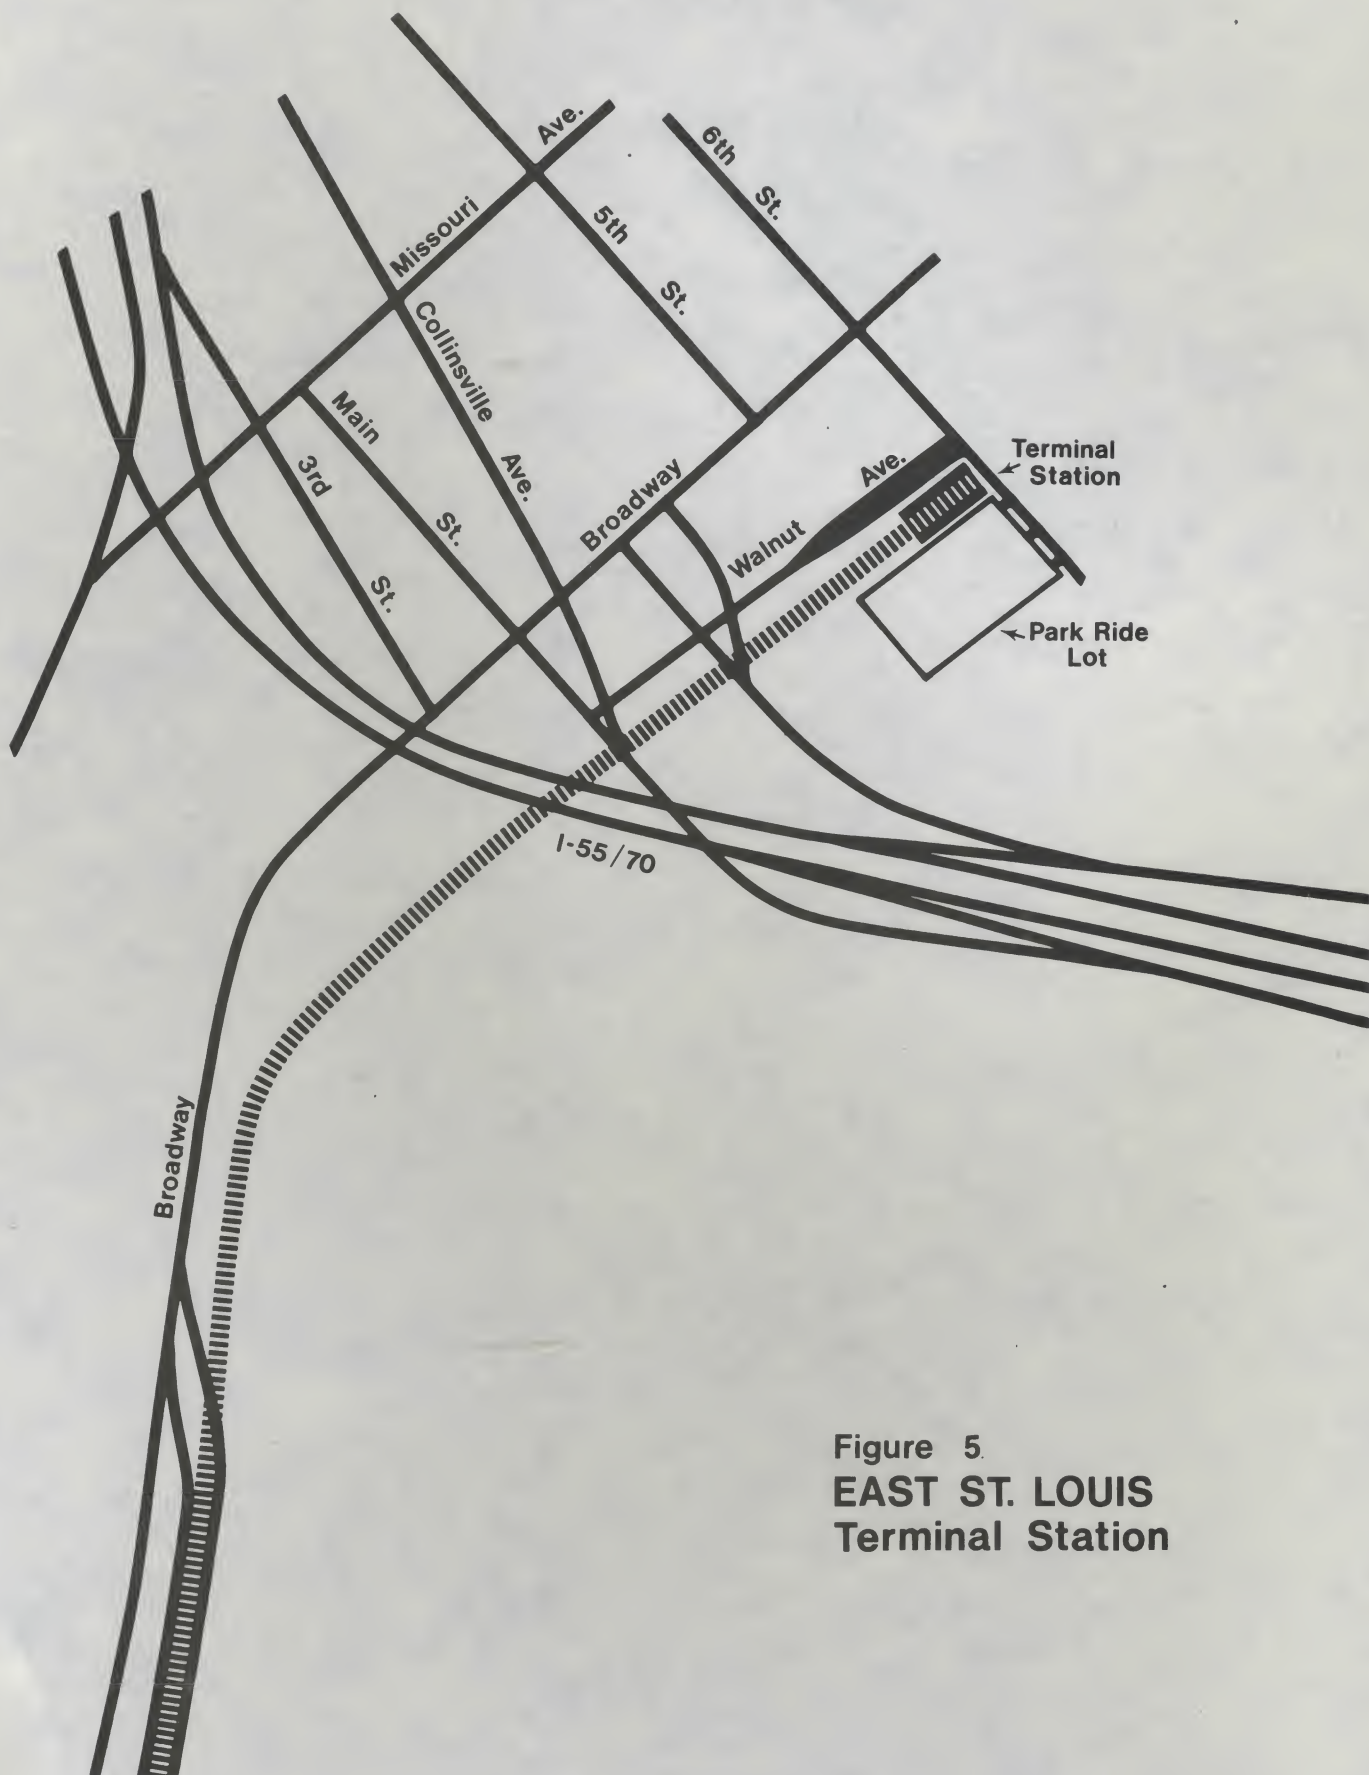 Missouri Ave.
6th St.
5th St.
Collinsville Ave.
Main St.
3rd St.
Broadway
Walnut Ave.
Terminal
Station
Park Ride
Lot
I-55/70
Broadway
Figure 5.
EAST ST. LOUIS
Terminal Station